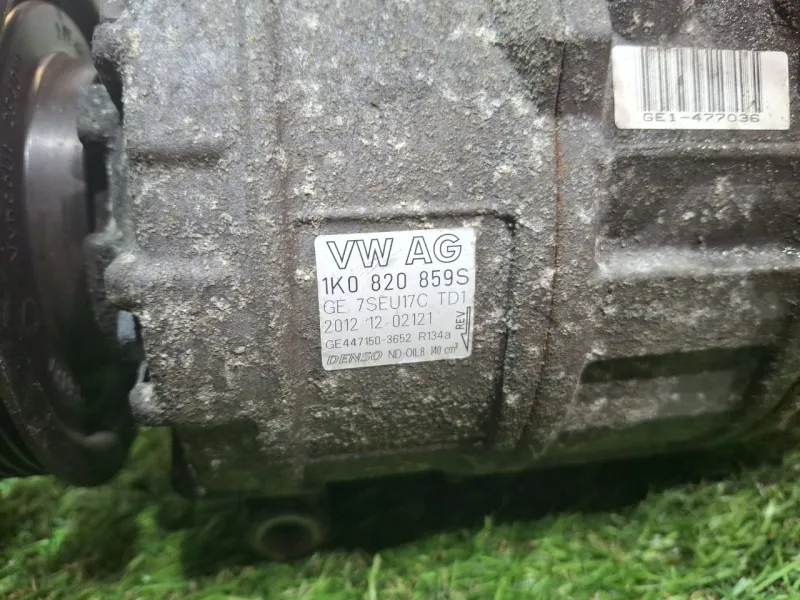 GE1-477036
VW AG
1K0 820 859S
GE 7SEU17C TD1
2012 12 02121
REV.
GE447150-3652 R134a
DENSO ND-OIL8 140 cm³